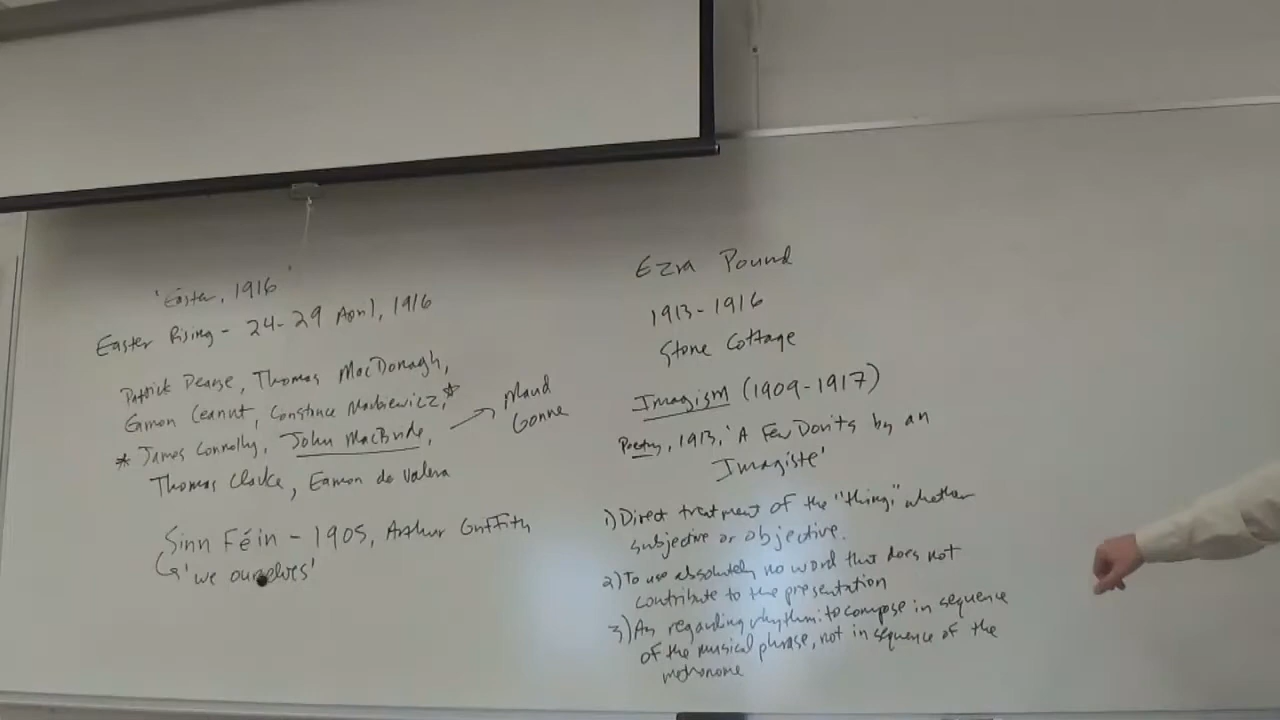 'Easter, 1916'
Easter Rising - 24-29 April, 1916
Patrick Pearse, Thomas MacDonagh,
Eamon Ceannt, Constance Markiewicz,*
* James Connolly, John MacBride, → Maud Gonne
Thomas Clarke, Eamon de Valera
Sinn Féin - 1905, Arthur Griffith
↳ 'we ourselves'
Ezra Pound
1913-1916
Stone Cottage
Imagism (1909-1917)
Poetry, 1913, 'A Few Don'ts by an
Imagiste'
1) Direct treatment of the "thing," whether
subjective or objective.
2) To use absolutely no word that does not
contribute to the presentation
3) As regarding rhythm: to compose in sequence
of the musical phrase, not in sequence of the
metronome